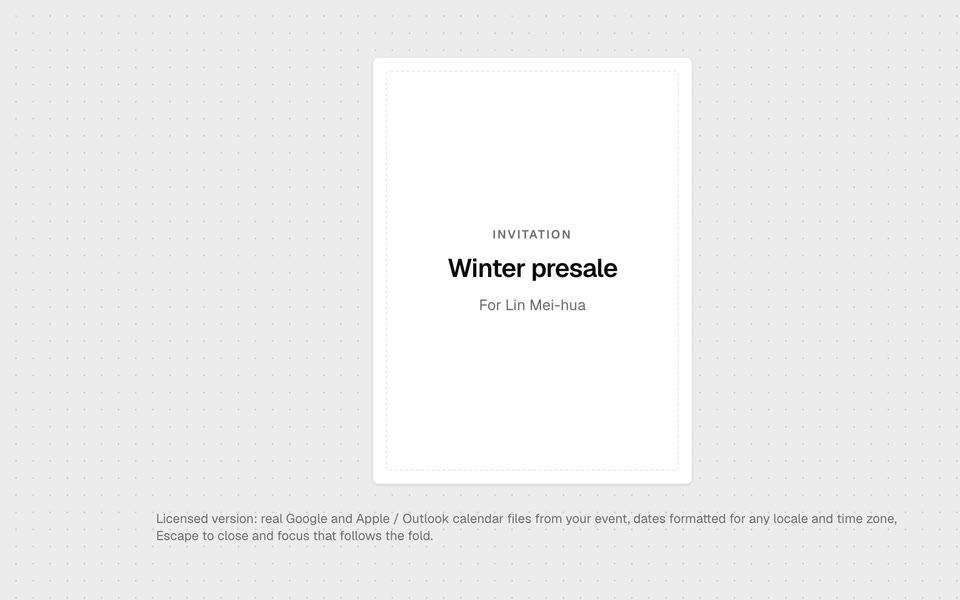 INVITATION
Winter presale
For Lin Mei-hua
Licensed version: real Google and Apple / Outlook calendar files from your event, dates formatted for any locale and time zone,
Escape to close and focus that follows the fold.